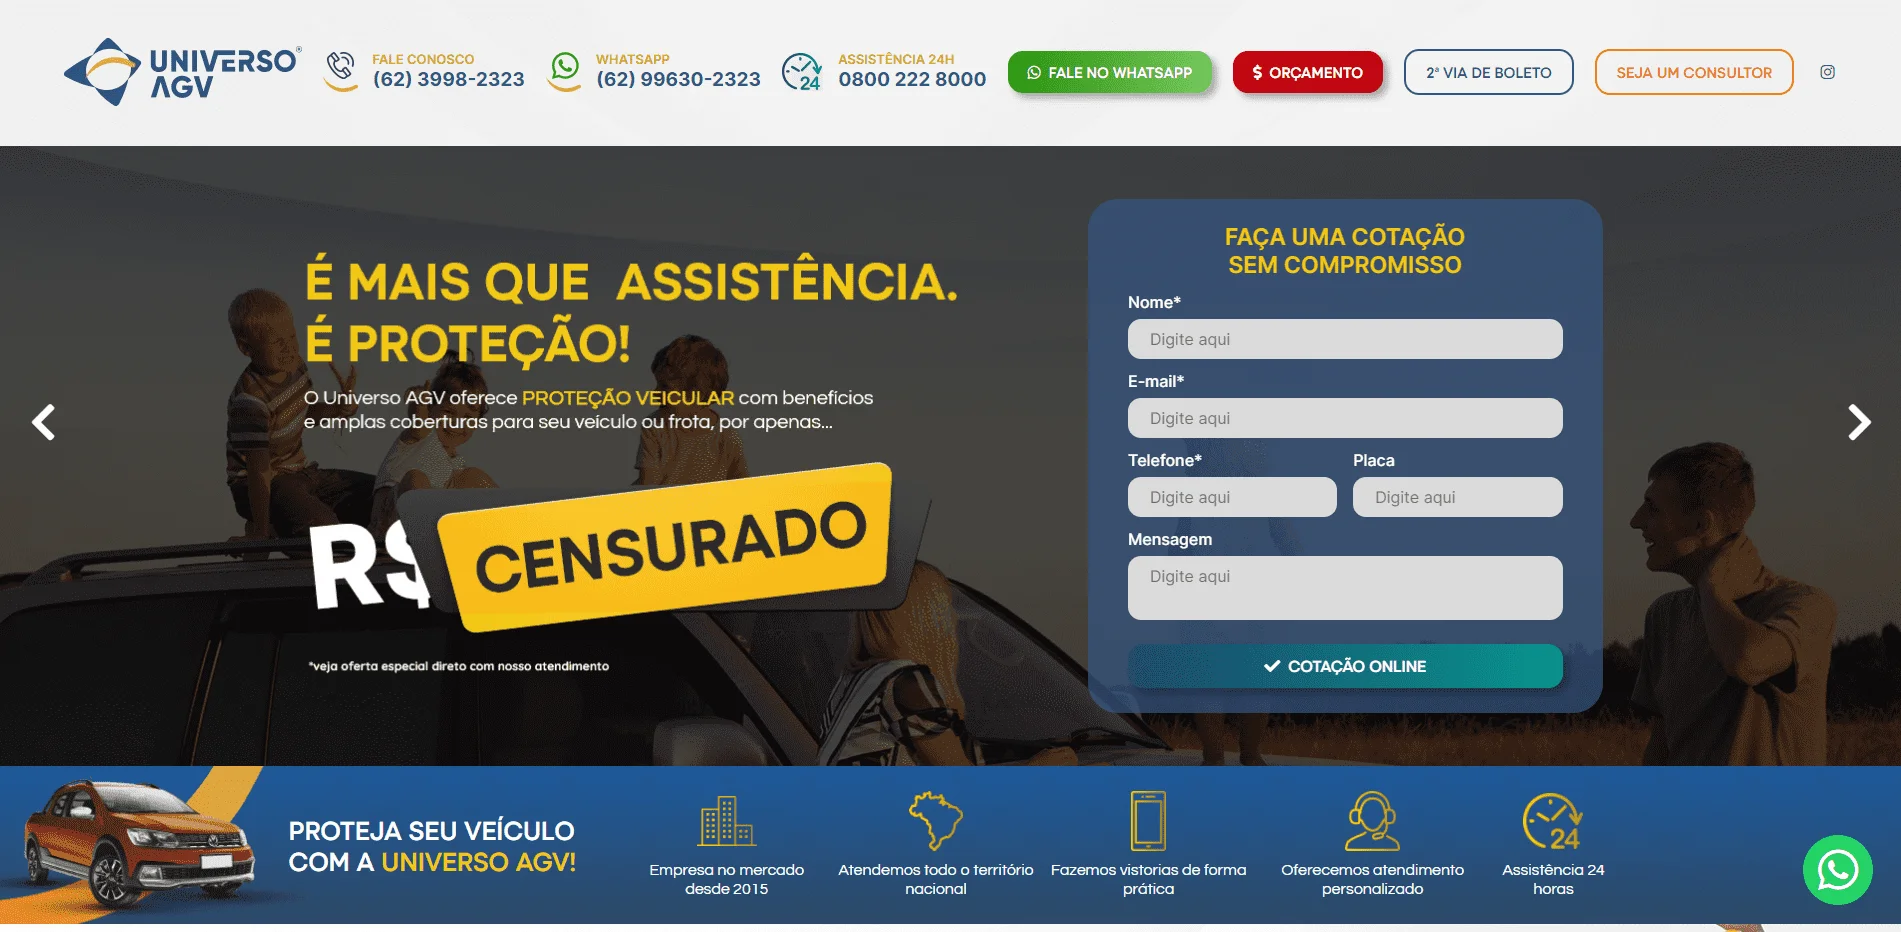 UNIVERSO®
AGV
FALE CONOSCO
(62) 3998-2323
WHATSAPP
(62) 99630-2323
24
ASSISTÊNCIA 24H
0800 222 8000
FALE NO WHATSAPP
$ ORÇAMENTO
2ª VIA DE BOLETO
SEJA UM CONSULTOR
É MAIS QUE ASSISTÊNCIA.
É PROTEÇÃO!
O Universo AGV oferece PROTEÇÃO VEICULAR com benefícios
e amplas coberturas para seu veículo ou frota, por apenas...
R$
CENSURADO
*veja oferta especial direto com nosso atendimento
FAÇA UMA COTAÇÃO
SEM COMPROMISSO
Nome*
Digite aqui
E-mail*
Digite aqui
Telefone* Placa
Digite aqui Digite aqui
Mensagem
Digite aqui
COTAÇÃO ONLINE
PROTEJA SEU VEÍCULO
COM A UNIVERSO AGV!
Empresa no mercado
desde 2015
Atendemos todo o território
nacional
Fazemos vistorias de forma
prática
Oferecemos atendimento
personalizado
24
Assistência 24
horas